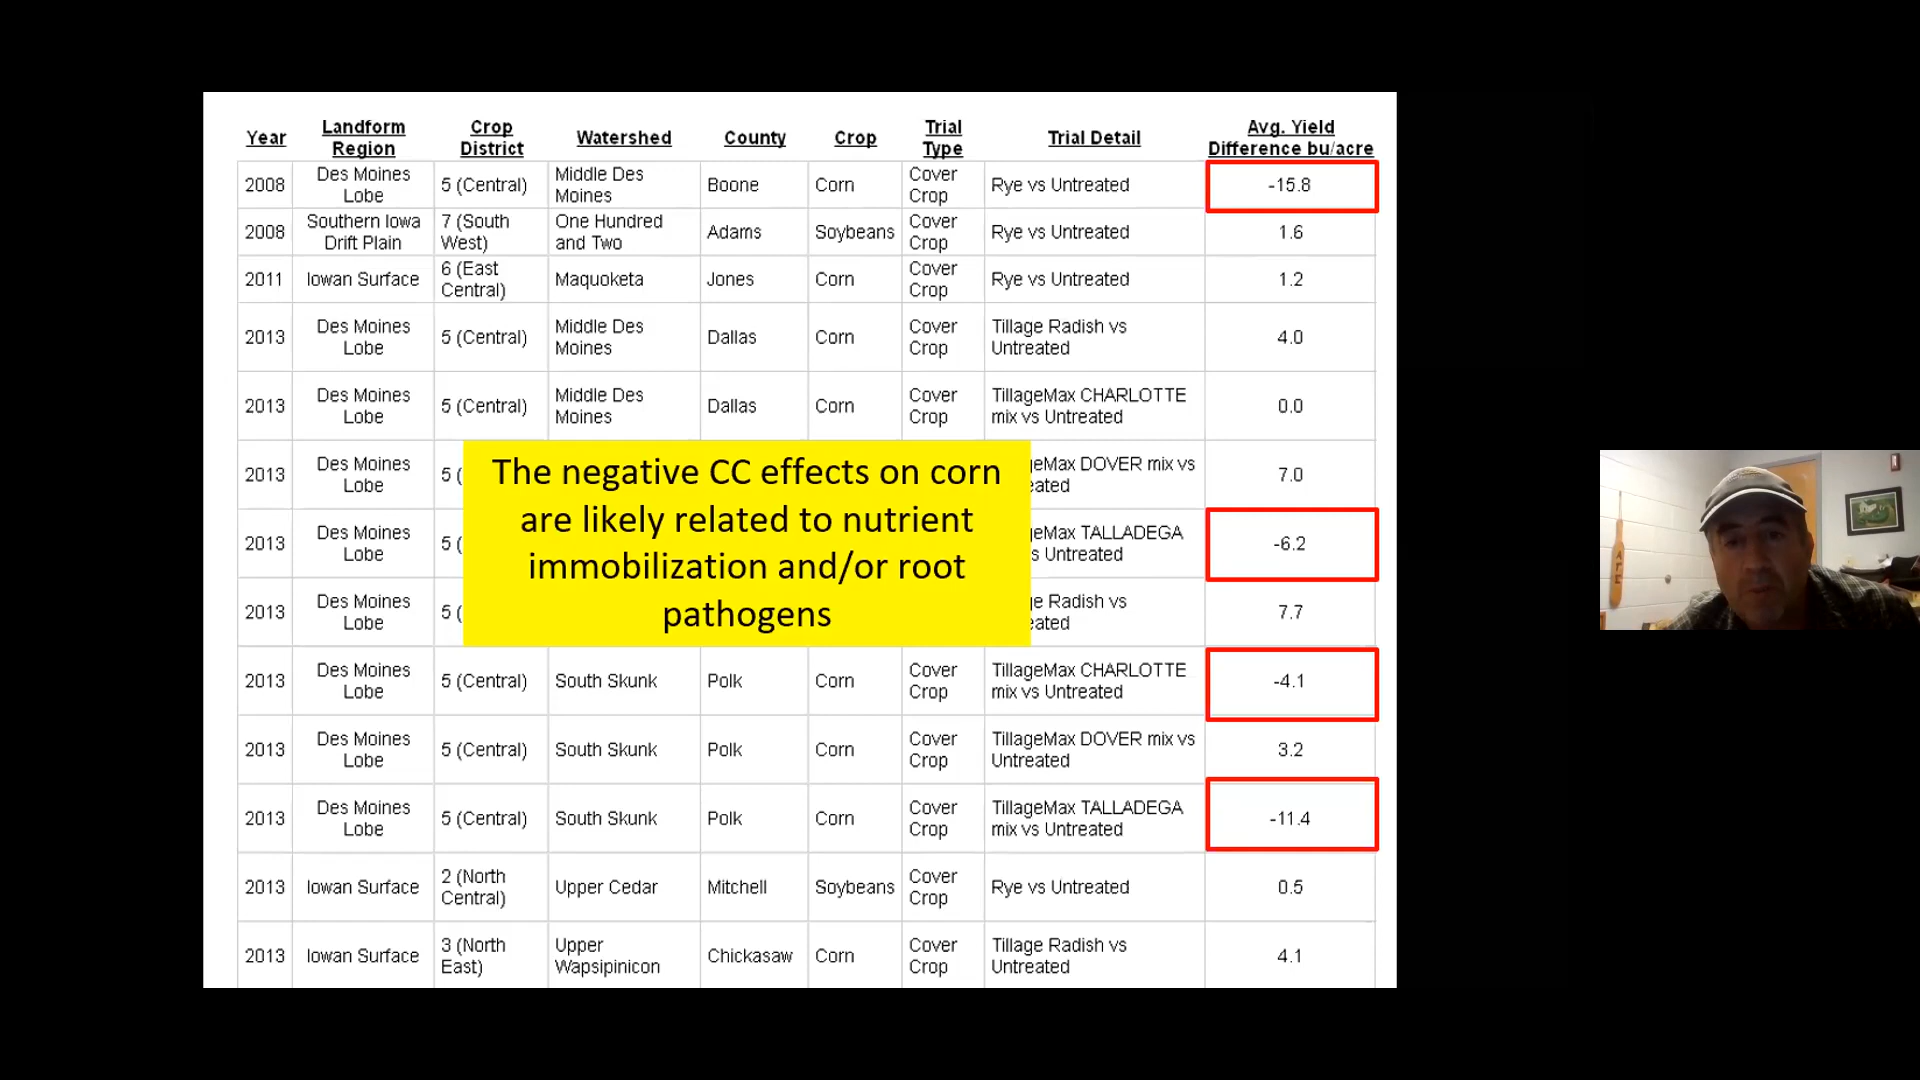 Year
Landform
Region
Crop
District
Watershed
County
Crop
Trial
Type
Trial Detail
Avg. Yield
Difference bu/acre
2008
Des Moines
Lobe
5 (Central)
Middle Des
Moines
Boone
Corn
Cover
Crop
Rye vs Untreated
-15.8
2008
Southern Iowa
Drift Plain
7 (South
West)
One Hundred
and Two
Adams
Soybeans
Cover
Crop
Rye vs Untreated
1.6
2011
Iowan Surface
6 (East
Central)
Maquoketa
Jones
Corn
Cover
Crop
Rye vs Untreated
1.2
2013
Des Moines
Lobe
5 (Central)
Middle Des
Moines
Dallas
Corn
Cover
Crop
Tillage Radish vs
Untreated
4.0
2013
Des Moines
Lobe
5 (Central)
Middle Des
Moines
Dallas
Corn
Cover
Crop
TillageMax CHARLOTTE
mix vs Untreated
0.0
2013
Des Moines
Lobe
5 (
geMax DOVER mix vs
eated
7.0
2013
Des Moines
Lobe
5 (
geMax TALLADEGA
s Untreated
-6.2
2013
Des Moines
Lobe
5 (
ge Radish vs
eated
7.7
The negative CC effects on corn
are likely related to nutrient
immobilization and/or root
pathogens
2013
Des Moines
Lobe
5 (Central)
South Skunk
Polk
Corn
Cover
Crop
TillageMax CHARLOTTE
mix vs Untreated
-4.1
2013
Des Moines
Lobe
5 (Central)
South Skunk
Polk
Corn
Cover
Crop
TillageMax DOVER mix vs
Untreated
3.2
2013
Des Moines
Lobe
5 (Central)
South Skunk
Polk
Corn
Cover
Crop
TillageMax TALLADEGA
mix vs Untreated
-11.4
2013
Iowan Surface
2 (North
Central)
Upper Cedar
Mitchell
Soybeans
Cover
Crop
Rye vs Untreated
0.5
2013
Iowan Surface
3 (North
East)
Upper
Wapsipinicon
Chickasaw
Corn
Cover
Crop
Tillage Radish vs
Untreated
4.1